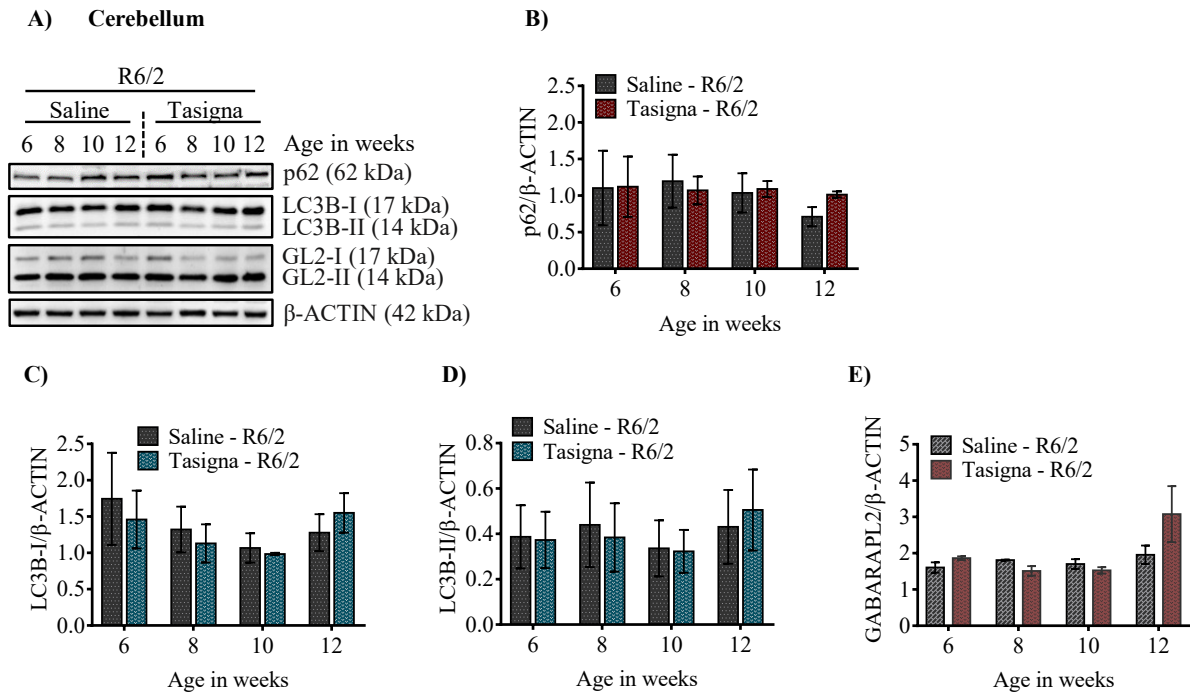 A) Cerebellum
R6/2
Saline Tasigna
6 8 10 12 6 8 10 12 Age in weeks
p62 (62 kDa)
LC3B-I (17 kDa)
LC3B-II (14 kDa)
GL2-I (17 kDa)
GL2-II (14 kDa)
β-ACTIN (42 kDa)
B)
Saline - R6/2
Tasigna - R6/2
p62/β-ACTIN
2.5
2.0
1.5
1.0
0.5
0.0
6 8 10 12
Age in weeks
C)
Saline - R6/2
Tasigna - R6/2
LC3B-I/β-ACTIN
2.5
2.0
1.5
1.0
0.5
0.0
6 8 10 12
Age in weeks
D)
Saline - R6/2
Tasigna - R6/2
LC3B-II/β-ACTIN
0.8
0.6
0.4
0.2
0.0
6 8 10 12
Age in weeks
E)
Saline - R6/2
Tasigna - R6/2
GABARAPL2/β-ACTIN
5
4
3
2
1
0
6 8 10 12
Age in weeks